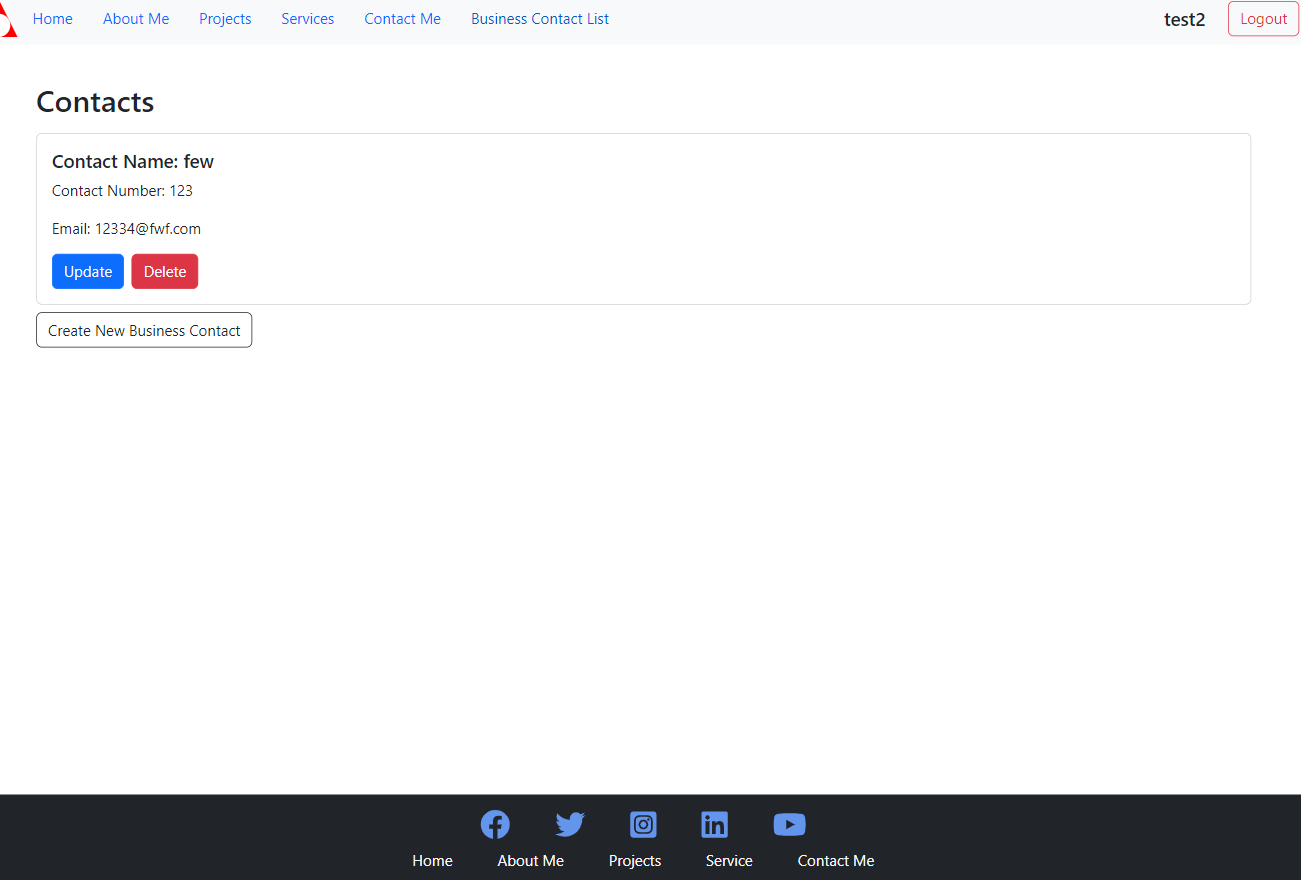 Home About Me Projects Services Contact Me Business Contact List test2 Logout
Contacts
Contact Name: few
Contact Number: 123
Email: 12334@fwf.com
Update Delete
Create New Business Contact
Home About Me Projects Service Contact Me